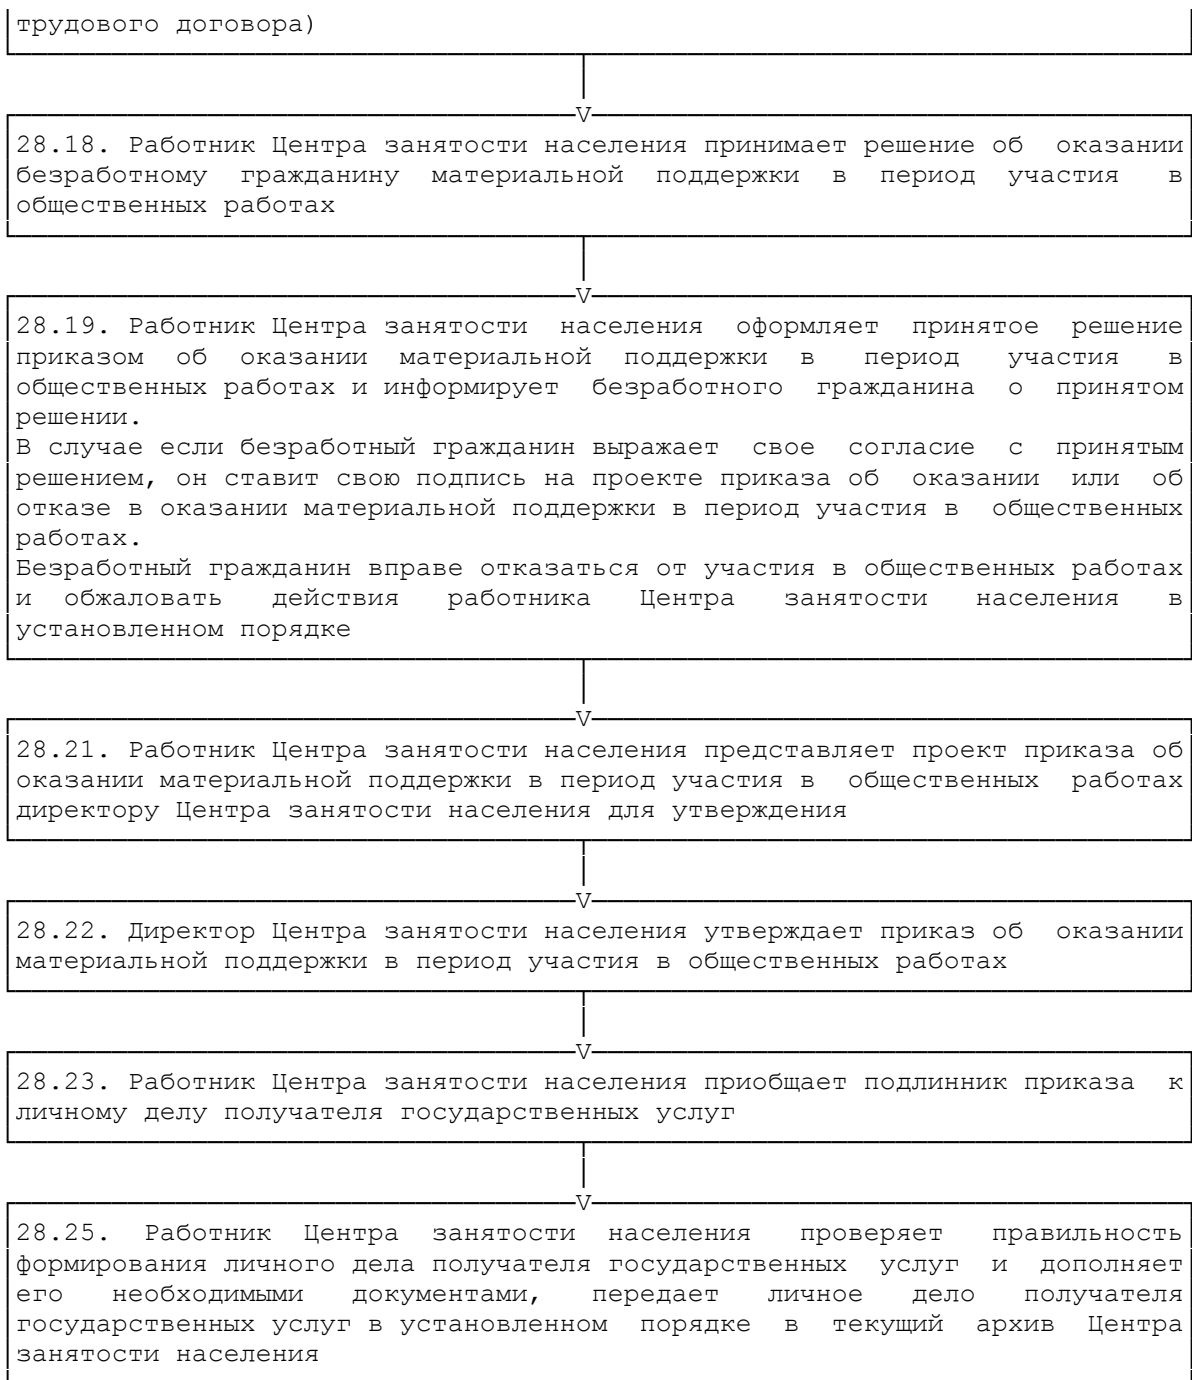 трудового договора)
V
28.18. Работник Центра занятости населения принимает решение об оказании
безработному гражданину материальной поддержки в период участия в
общественных работах
V
28.19. Работник Центра занятости населения оформляет принятое решение
приказом об оказании материальной поддержки в период участия в
общественных работах и информирует безработного гражданина о принятом
решении.
В случае если безработный гражданин выражает свое согласие с принятым
решением, он ставит свою подпись на проекте приказа об оказании или об
отказе в оказании материальной поддержки в период участия в общественных
работах.
Безработный гражданин вправе отказаться от участия в общественных работах
и обжаловать действия работника Центра занятости населения в
установленном порядке
V
28.21. Работник Центра занятости населения представляет проект приказа об
оказании материальной поддержки в период участия в общественных работах
директору Центра занятости населения для утверждения
V
28.22. Директор Центра занятости населения утверждает приказ об оказании
материальной поддержки в период участия в общественных работах
V
28.23. Работник Центра занятости населения приобщает подлинник приказа к
личному делу получателя государственных услуг
V
28.25. Работник Центра занятости населения проверяет правильность
формирования личного дела получателя государственных услуг и дополняет
его необходимыми документами, передает личное дело получателя
государственных услуг в установленном порядке в текущий архив Центра
занятости населения